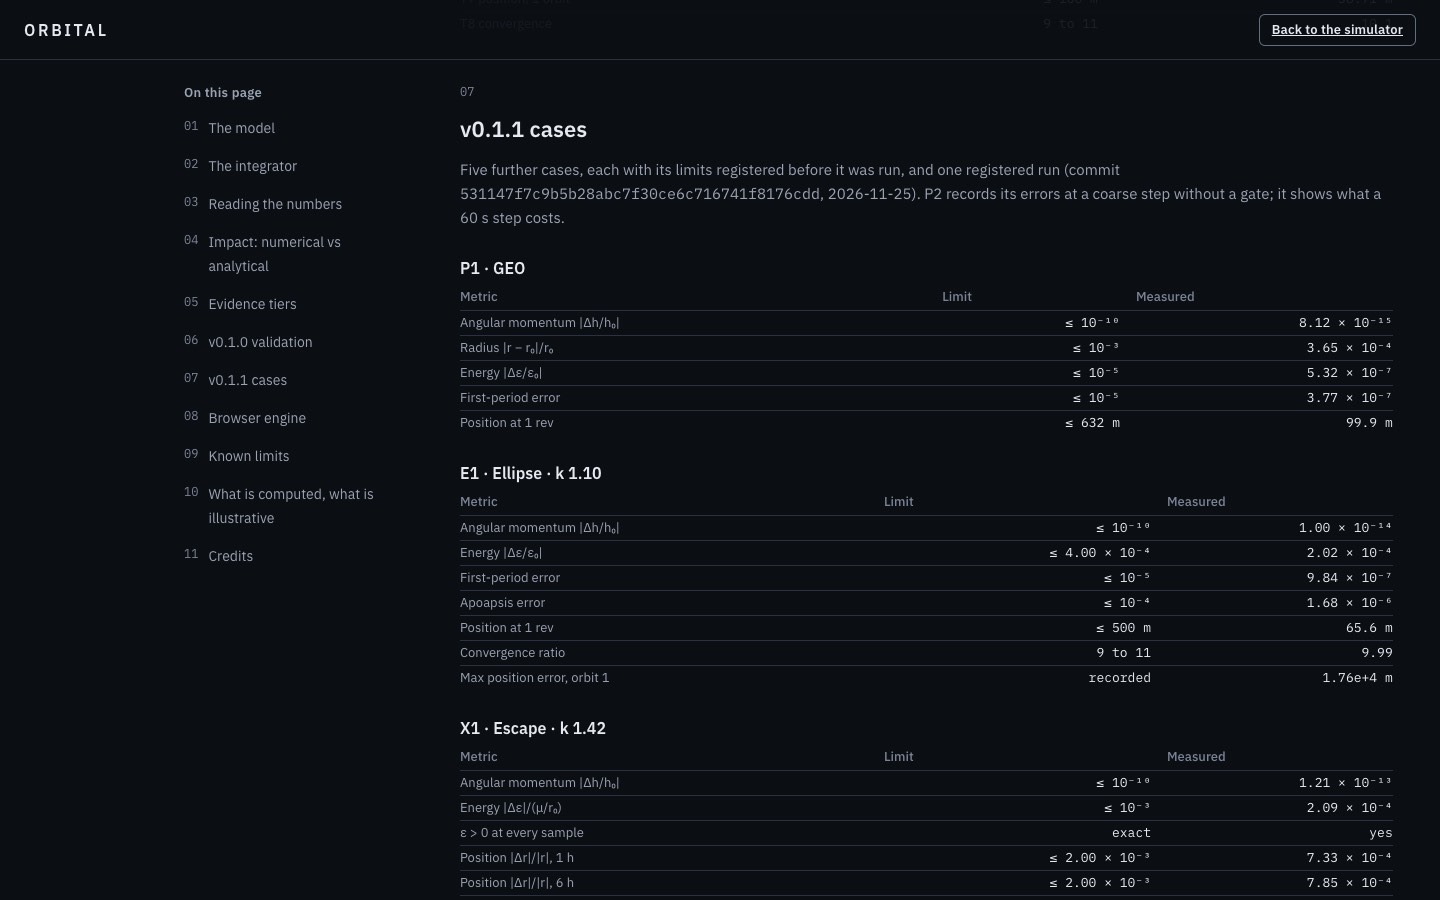 T8 convergence 9 to 11
ORBITAL
Back to the simulator
On this page
01 The model
02 The integrator
03 Reading the numbers
04 Impact: numerical vs
analytical
05 Evidence tiers
06 v0.1.0 validation
07 v0.1.1 cases
08 Browser engine
09 Known limits
10 What is computed, what is
illustrative
11 Credits
07
v0.1.1 cases
Five further cases, each with its limits registered before it was run, and one registered run (commit
531147f7c9b5b28abc7f30ce6c716741f8176cdd, 2026-11-25). P2 records its errors at a coarse step without a gate; it shows what a
60 s step costs.
P1 · GEO
Metric Limit Measured
Angular momentum |Δh/h₀| ≤ 10⁻¹⁰ 8.12 × 10⁻¹⁵
Radius |r − r₀|/r₀ ≤ 10⁻³ 3.65 × 10⁻⁴
Energy |Δε/ε₀| ≤ 10⁻⁵ 5.32 × 10⁻⁷
First-period error ≤ 10⁻⁵ 3.77 × 10⁻⁷
Position at 1 rev ≤ 632 m 99.9 m
E1 · Ellipse · k 1.10
Metric Limit Measured
Angular momentum |Δh/h₀| ≤ 10⁻¹⁰ 1.00 × 10⁻¹⁴
Energy |Δε/ε₀| ≤ 4.00 × 10⁻⁴ 2.02 × 10⁻⁴
First-period error ≤ 10⁻⁵ 9.84 × 10⁻⁷
Apoapsis error ≤ 10⁻⁴ 1.68 × 10⁻⁶
Position at 1 rev ≤ 500 m 65.6 m
Convergence ratio 9 to 11 9.99
Max position error, orbit 1 recorded 1.76e+4 m
X1 · Escape · k 1.42
Metric Limit Measured
Angular momentum |Δh/h₀| ≤ 10⁻¹⁰ 1.21 × 10⁻¹³
Energy |Δε|/(μ/r₀) ≤ 10⁻³ 2.09 × 10⁻⁴
ε > 0 at every sample exact yes
Position |Δr|/|r|, 1 h ≤ 2.00 × 10⁻³ 7.33 × 10⁻⁴
Position |Δr|/|r|, 6 h ≤ 2.00 × 10⁻³ 7.85 × 10⁻⁴